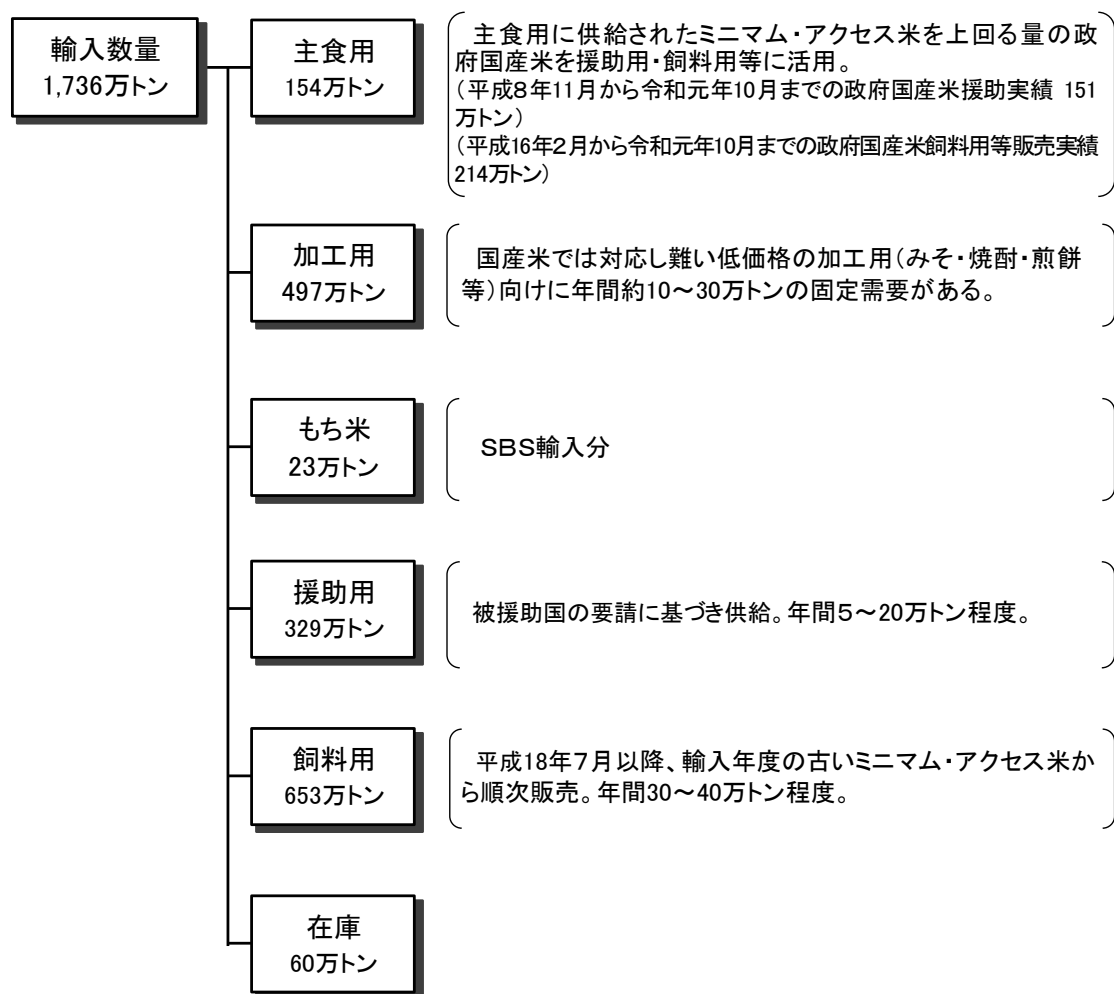 輸入数量
1,736万トン
主食用
154万トン
主食用に供給されたミニマム・アクセス米を上回る量の政
府国産米を援助用・飼料用等に活用。
(平成8年11月から令和元年10月までの政府国産米援助実績 151
万トン)
(平成16年2月から令和元年10月までの政府国産米飼料用等販売実績
214万トン)
加工用
497万トン
国産米では対応し難い低価格の加工用(みそ・焼酎・煎餅
等)向けに年間約10~30万トンの固定需要がある。
もち米
23万トン
SBS輸入分
援助用
329万トン
被援助国の要請に基づき供給。年間5~20万トン程度。
飼料用
653万トン
平成18年7月以降、輸入年度の古いミニマム・アクセス米か
ら順次販売。年間30~40万トン程度。
在庫
60万トン